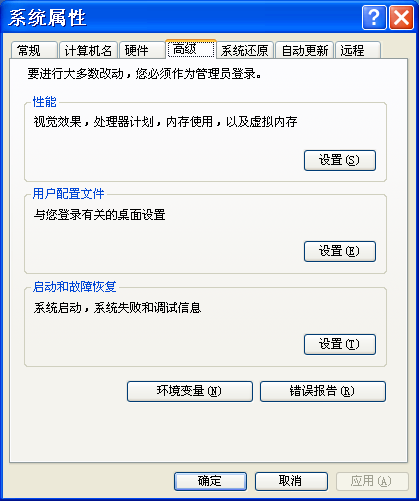 系统属性
常规 计算机名 硬件 高级 系统还原 自动更新 远程
要进行大多数改动，您必须作为管理员登录。
性能
视觉效果，处理器计划，内存使用，以及虚拟内存
设置(S)
用户配置文件
与您登录有关的桌面设置
设置(E)
启动和故障恢复
系统启动，系统失败和调试信息
设置(T)
环境变量(N) 错误报告(R)
确定 取消 应用(A)